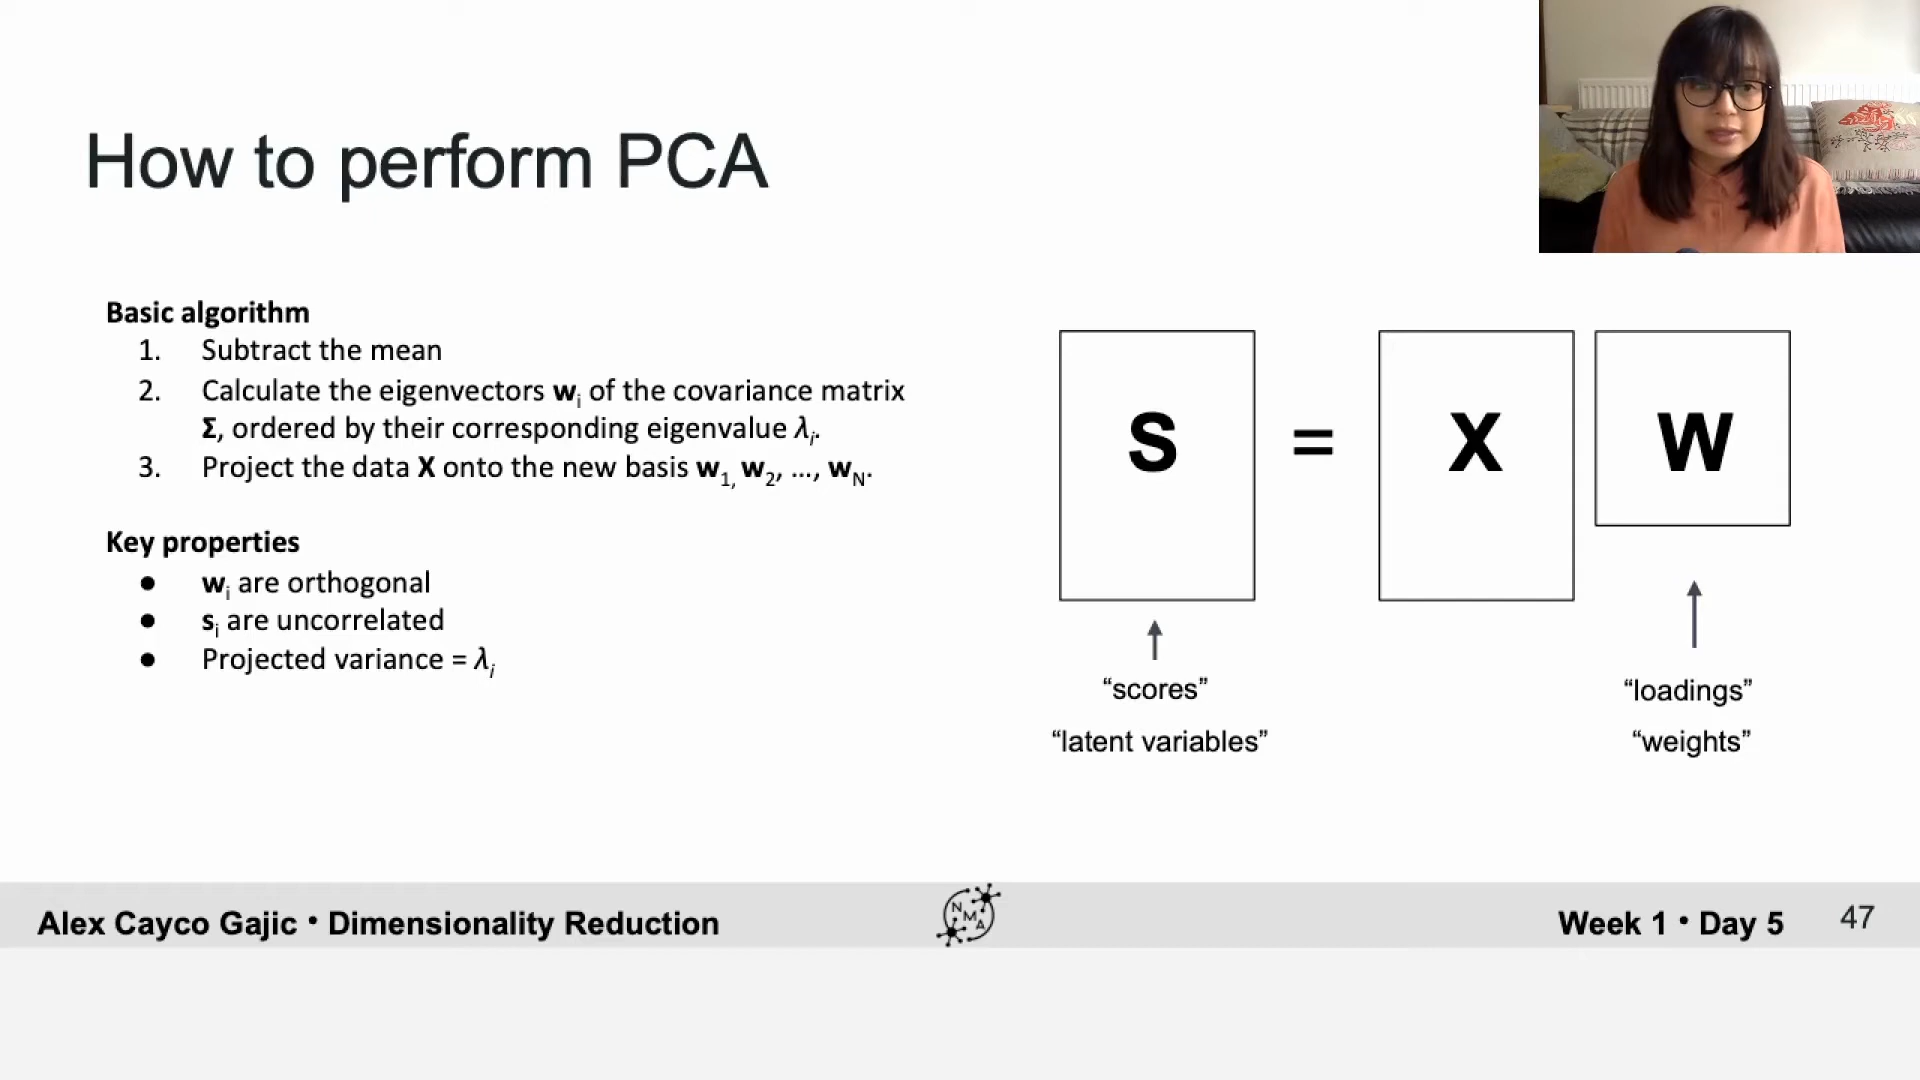 How to perform PCA
Basic algorithm
1. Subtract the mean
2. Calculate the eigenvectors wᵢ of the covariance matrix
Σ, ordered by their corresponding eigenvalue λᵢ.
3. Project the data X onto the new basis w₁, w₂, ..., w_N.
Key properties
● wᵢ are orthogonal
● sᵢ are uncorrelated
● Projected variance = λᵢ
S = X W
“scores”
“latent variables”
“loadings”
“weights”
Alex Cayco Gajic • Dimensionality Reduction
NMA
Week 1 • Day 5
47